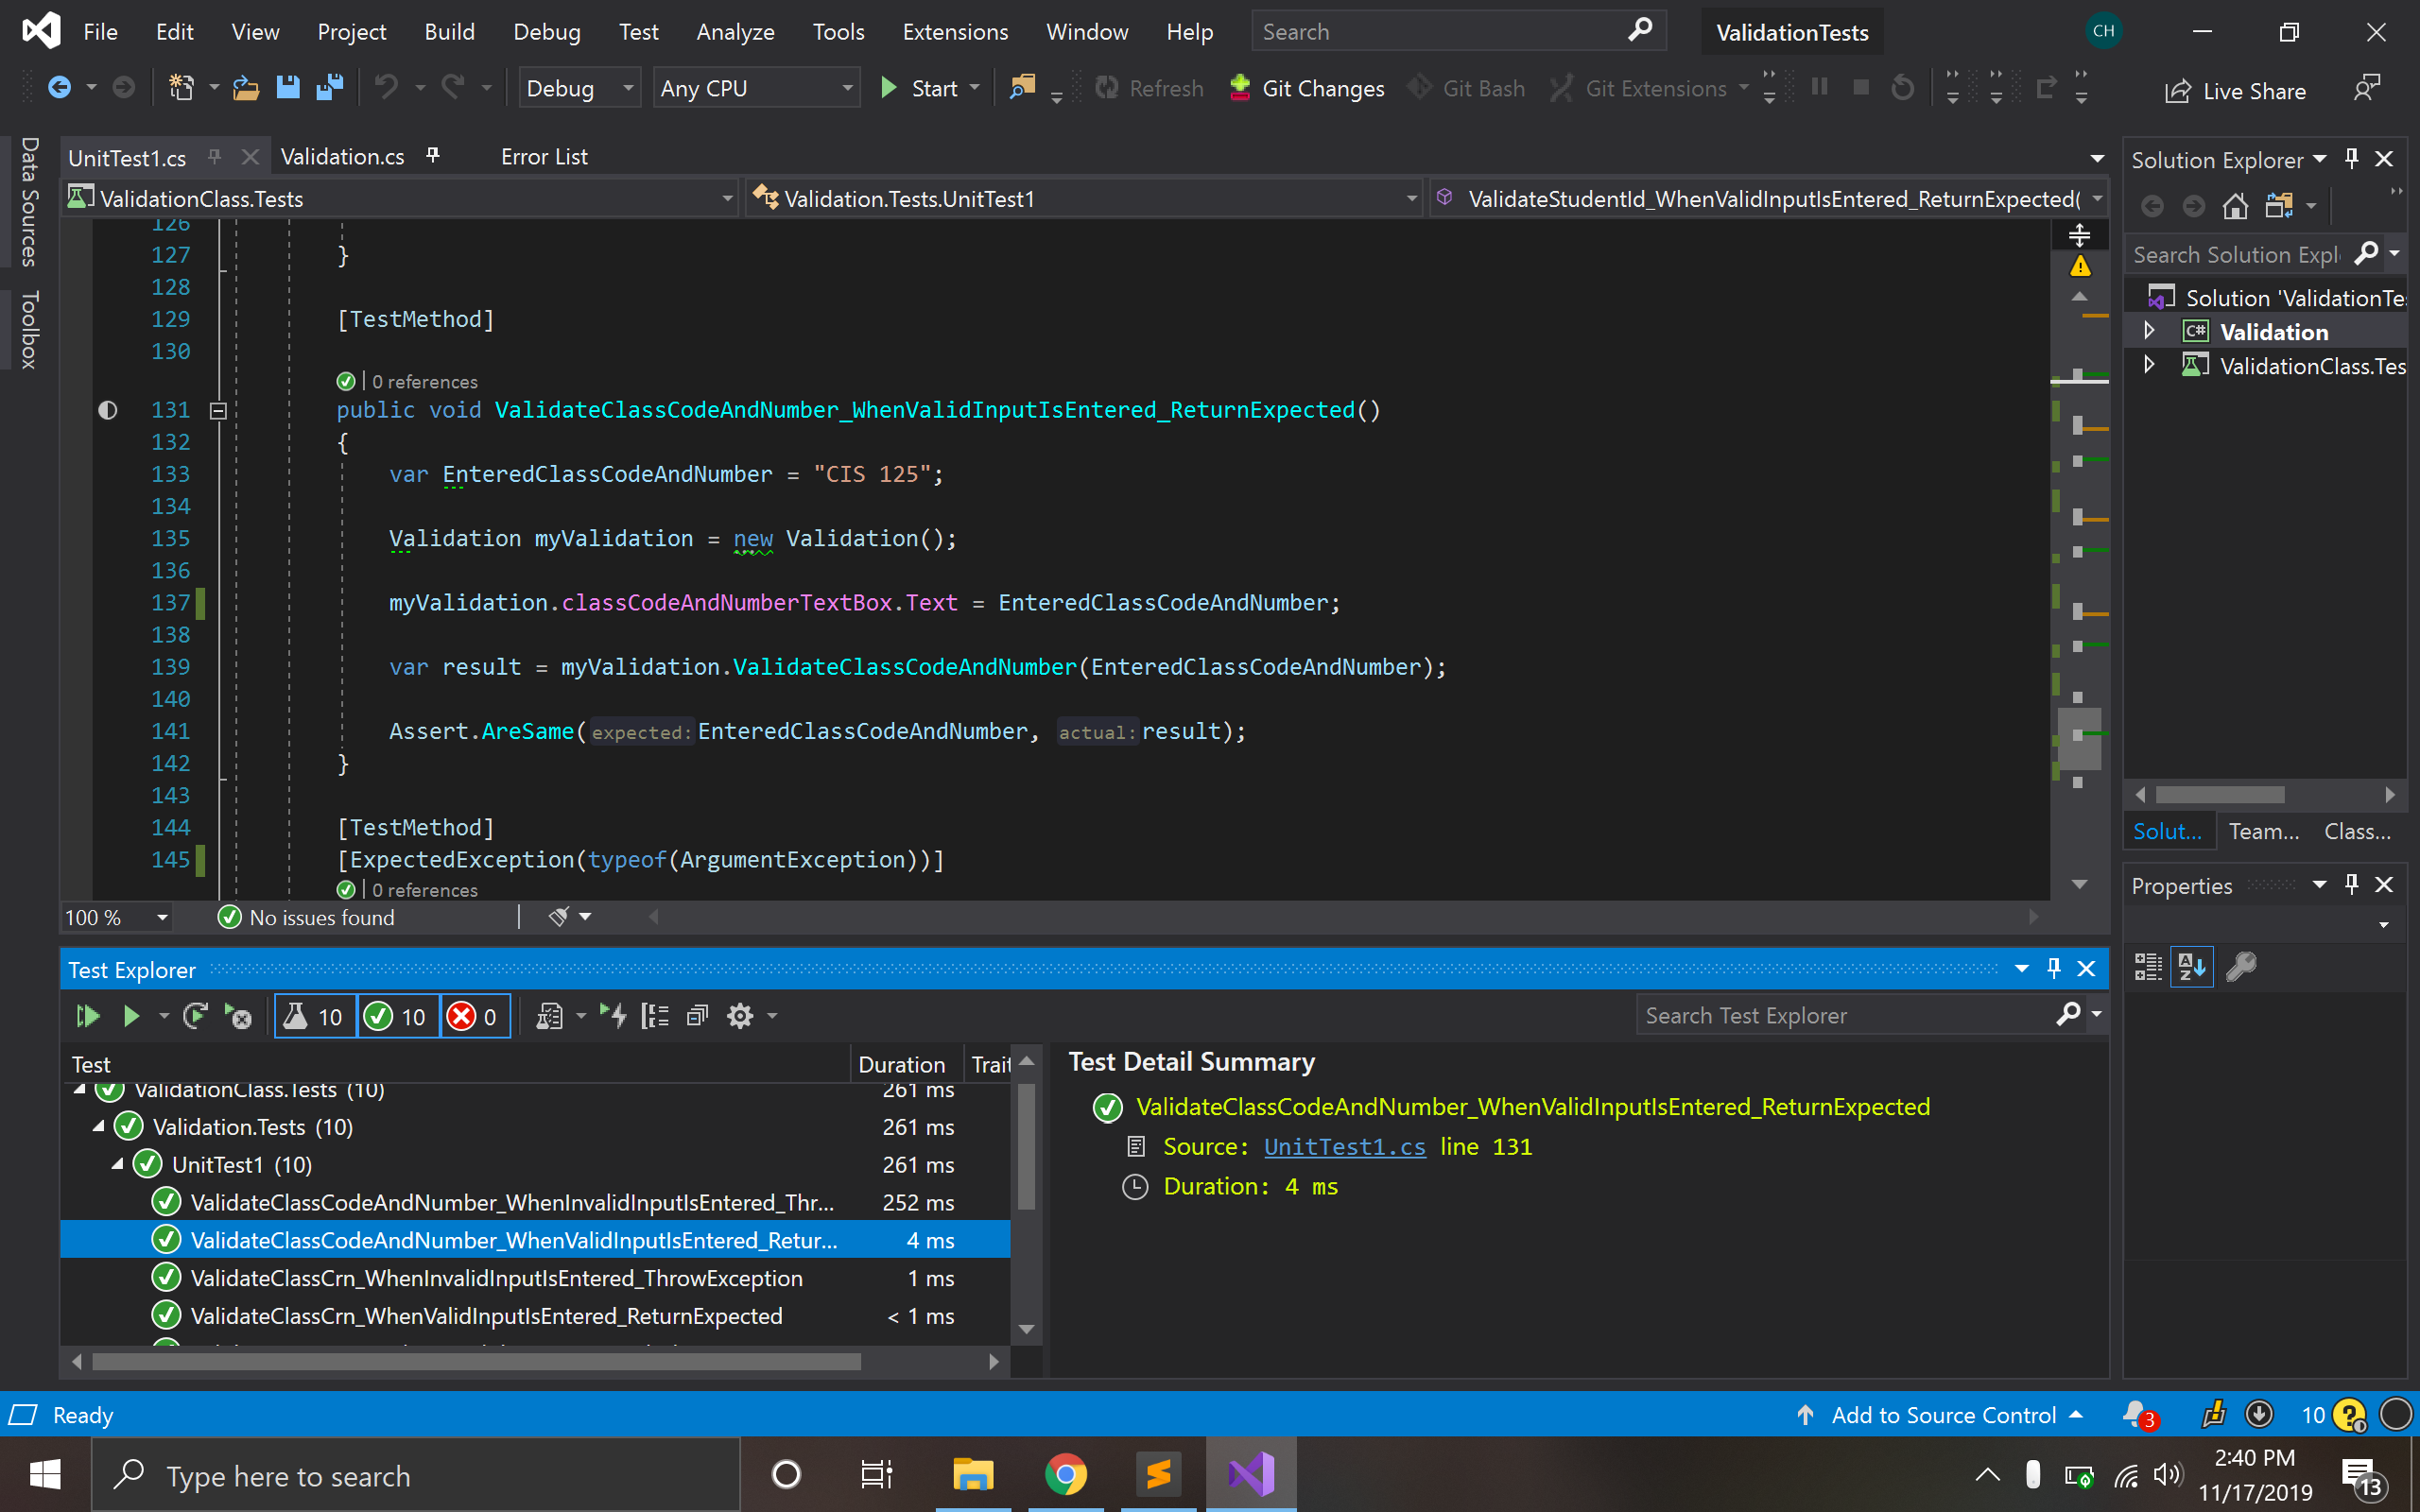 File Edit View Project Build Debug Test Analyze Tools Extensions Window Help Search ValidationTests CH
Debug Any CPU Start Refresh Git Changes Git Bash Git Extensions Live Share
Data Sources
Toolbox
UnitTest1.cs Validation.cs Error List
ValidationClass.Tests Validation.Tests.UnitTest1 ValidateStudentId_WhenValidInputIsEntered_ReturnExpected(
126
127 }
128
129 [TestMethod]
130
0 references
131 public void ValidateClassCodeAndNumber_WhenValidInputIsEntered_ReturnExpected()
132 {
133 var EnteredClassCodeAndNumber = "CIS 125";
134
135 Validation myValidation = new Validation();
136
137 myValidation.classCodeAndNumberTextBox.Text = EnteredClassCodeAndNumber;
138
139 var result = myValidation.ValidateClassCodeAndNumber(EnteredClassCodeAndNumber);
140
141 Assert.AreSame(expected:EnteredClassCodeAndNumber, actual:result);
142 }
143
144 [TestMethod]
145 [ExpectedException(typeof(ArgumentException))]
0 references
100 % No issues found
Solution Explorer
Search Solution Expl
Solution 'ValidationTe
C# Validation
ValidationClass.Tes
Solut... Team... Class...
Properties
Test Explorer
10 10 0 Search Test Explorer
Test Duration Trait
ValidationClass.Tests (10) 261 ms
Validation.Tests (10) 261 ms
UnitTest1 (10) 261 ms
ValidateClassCodeAndNumber_WhenInvalidInputIsEntered_Thr... 252 ms
ValidateClassCodeAndNumber_WhenValidInputIsEntered_Retur... 4 ms
ValidateClassCrn_WhenInvalidInputIsEntered_ThrowException 1 ms
ValidateClassCrn_WhenValidInputIsEntered_ReturnExpected < 1 ms
Test Detail Summary
ValidateClassCodeAndNumber_WhenValidInputIsEntered_ReturnExpected
Source: UnitTest1.cs line 131
Duration: 4 ms
Ready Add to Source Control 3 10
Type here to search
2:40 PM
11/17/2019
13